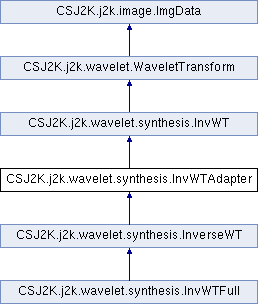 CSJ2K.j2k.image.ImgData
CSJ2K.j2k.wavelet.WaveletTransform
CSJ2K.j2k.wavelet.synthesis.InvWT
CSJ2K.j2k.wavelet.synthesis.InvWTAdapter
CSJ2K.j2k.wavelet.synthesis.InverseWT
CSJ2K.j2k.wavelet.synthesis.InvWTFull